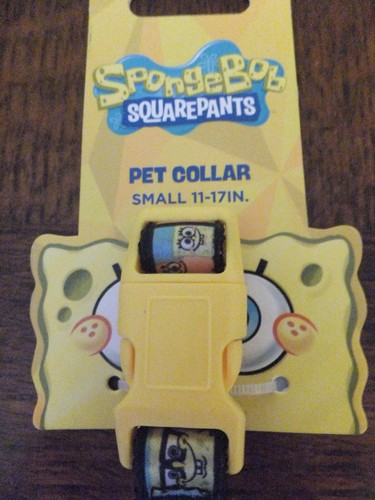 SpongeBob
SQUAREPANTS
PET COLLAR
SMALL 11-17IN.